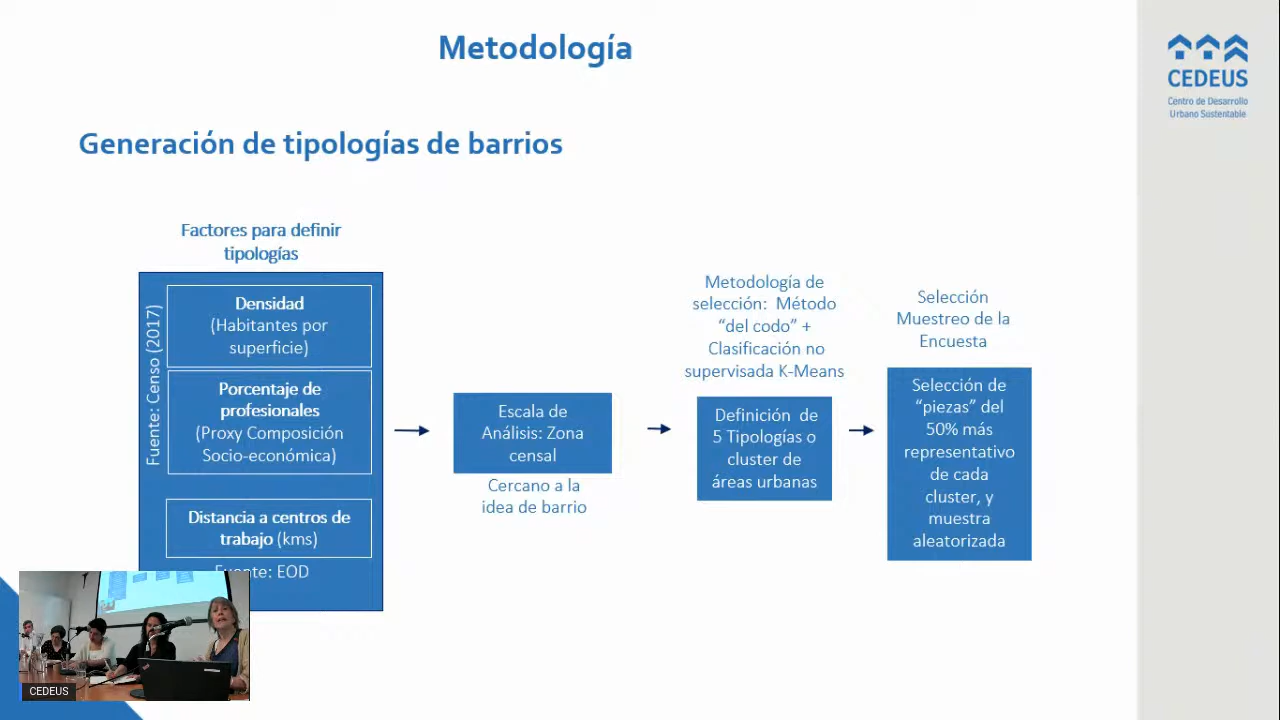 Metodología
CEDEUS
Centro de Desarrollo
Urbano Sustentable
Generación de tipologías de barrios
Factores para definir
tipologías
Fuente: Censo (2017)
Densidad
(Habitantes por
superficie)
Porcentaje de
profesionales
(Proxy Composición
Socio-económica)
Distancia a centros de
trabajo (kms)
Fuente: EOD
Escala de
Análisis: Zona
censal
Cercano a la
idea de barrio
Metodología de
selección: Método
“del codo” +
Clasificación no
supervisada K-Means
Definición de
5 Tipologías o
cluster de
áreas urbanas
Selección
Muestreo de la
Encuesta
Selección de
“piezas” del
50% más
representativo
de cada
cluster, y
muestra
aleatorizada
CEDEUS